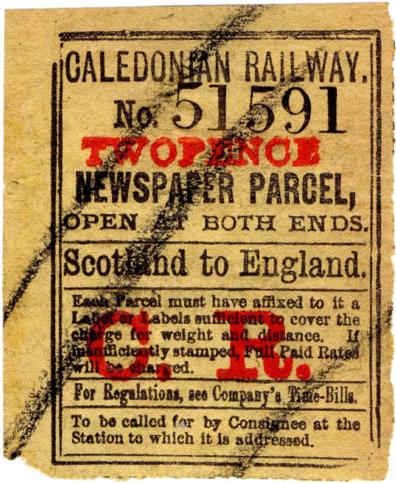 CALEDONIAN RAILWAY.
No. 51591
TWOPENCE
NEWSPAPER PARCEL,
OPEN AT BOTH ENDS.
Scotland to England.
Each Parcel must have affixed to it a
Label or Labels sufficient to cover the
charge for weight and distance. If
insufficiently stamped, Full Paid Rates
will be charged.
C. R.
For Regulations, see Company's Time-Bills.
To be called for by Consignee at the
Station to which it is addressed.